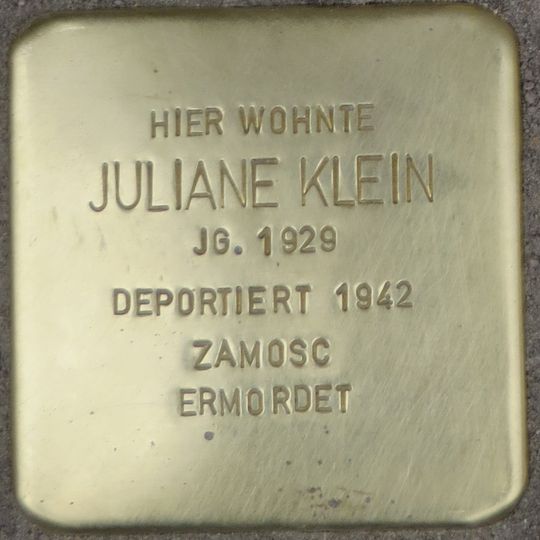 HIER WOHNTE
JULIANE KLEIN
JG. 1929
DEPORTIERT 1942
ZAMOSC
ERMORDET